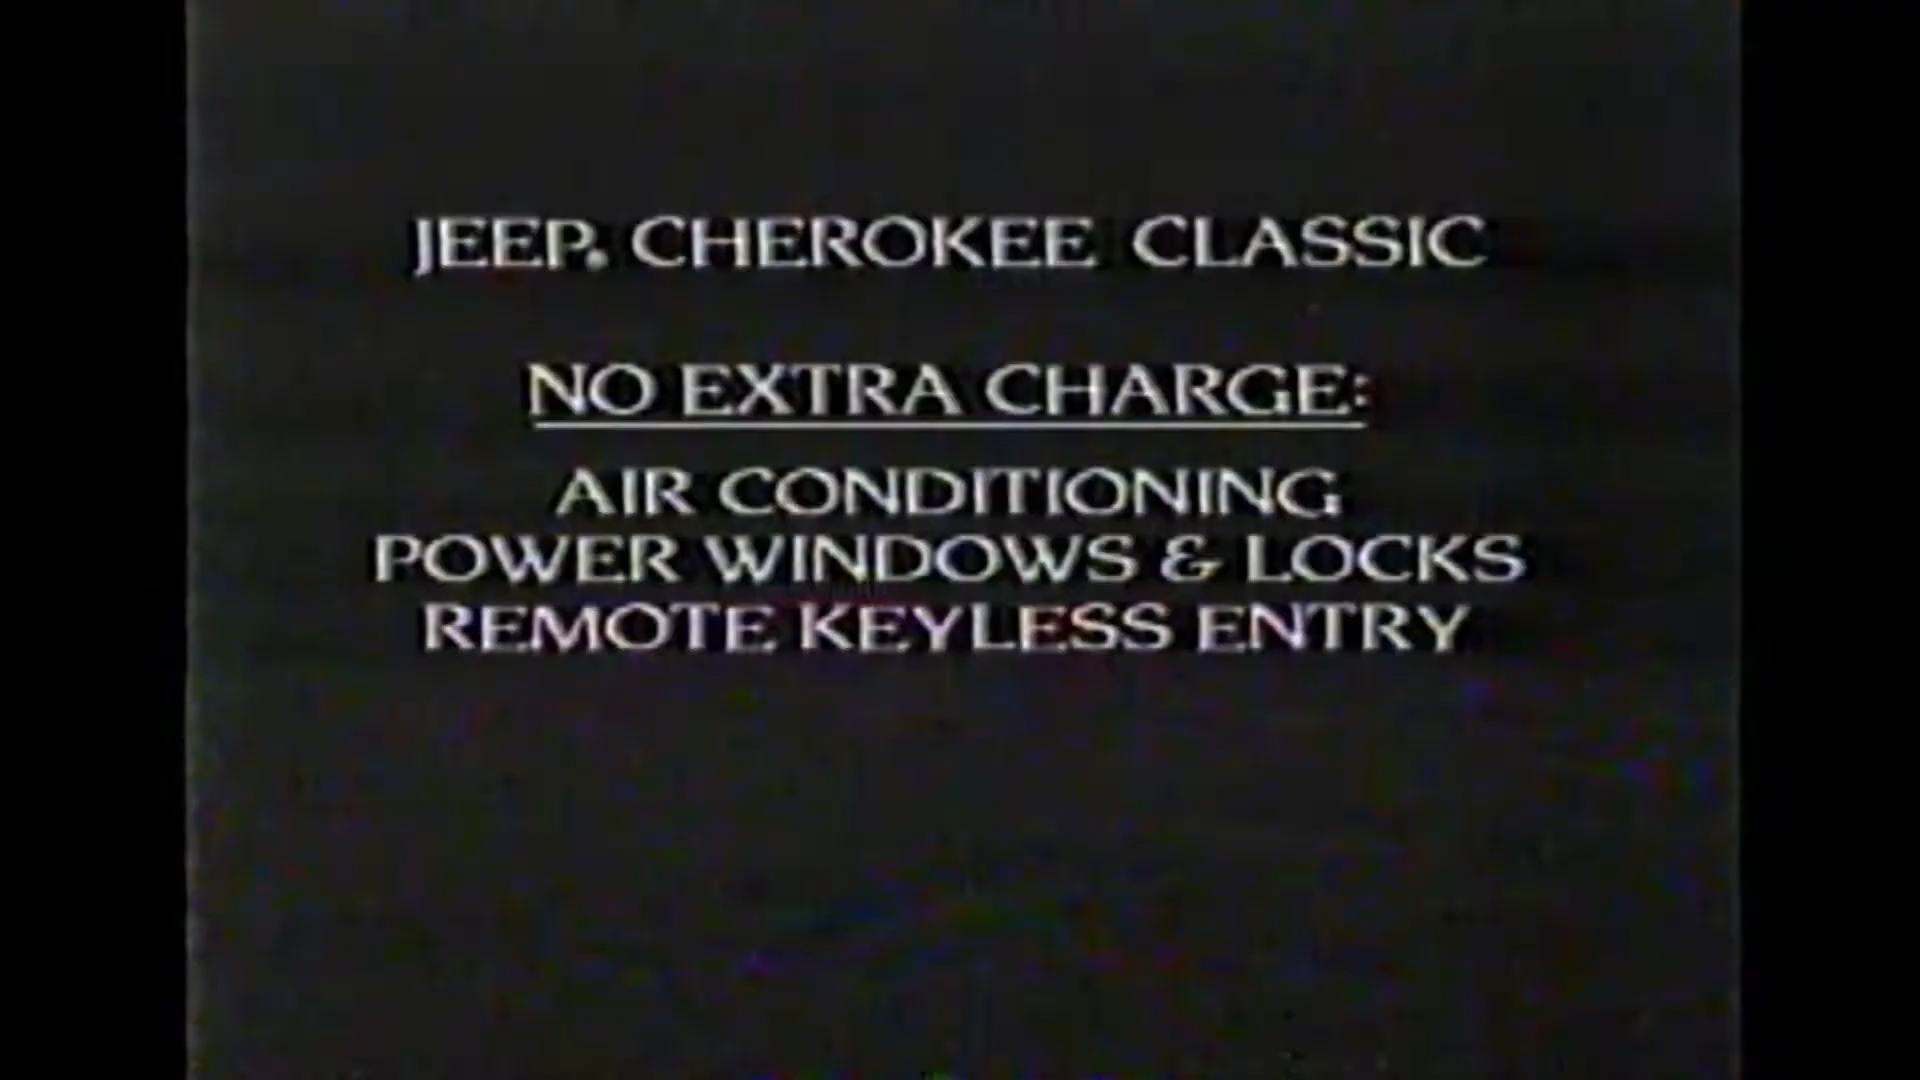 JEEP® CHEROKEE CLASSIC
NO EXTRA CHARGE:
AIR CONDITIONING
POWER WINDOWS & LOCKS
REMOTE KEYLESS ENTRY